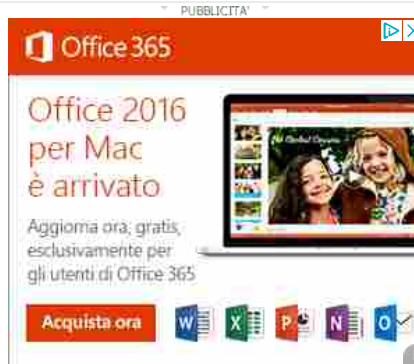 PUBBLICITA'
Office 365
Office 2016
per Mac
è arrivato
Aggiorna ora, gratis,
esclusivamente per
gli utenti di Office 365
Acquista ora
W X P N O